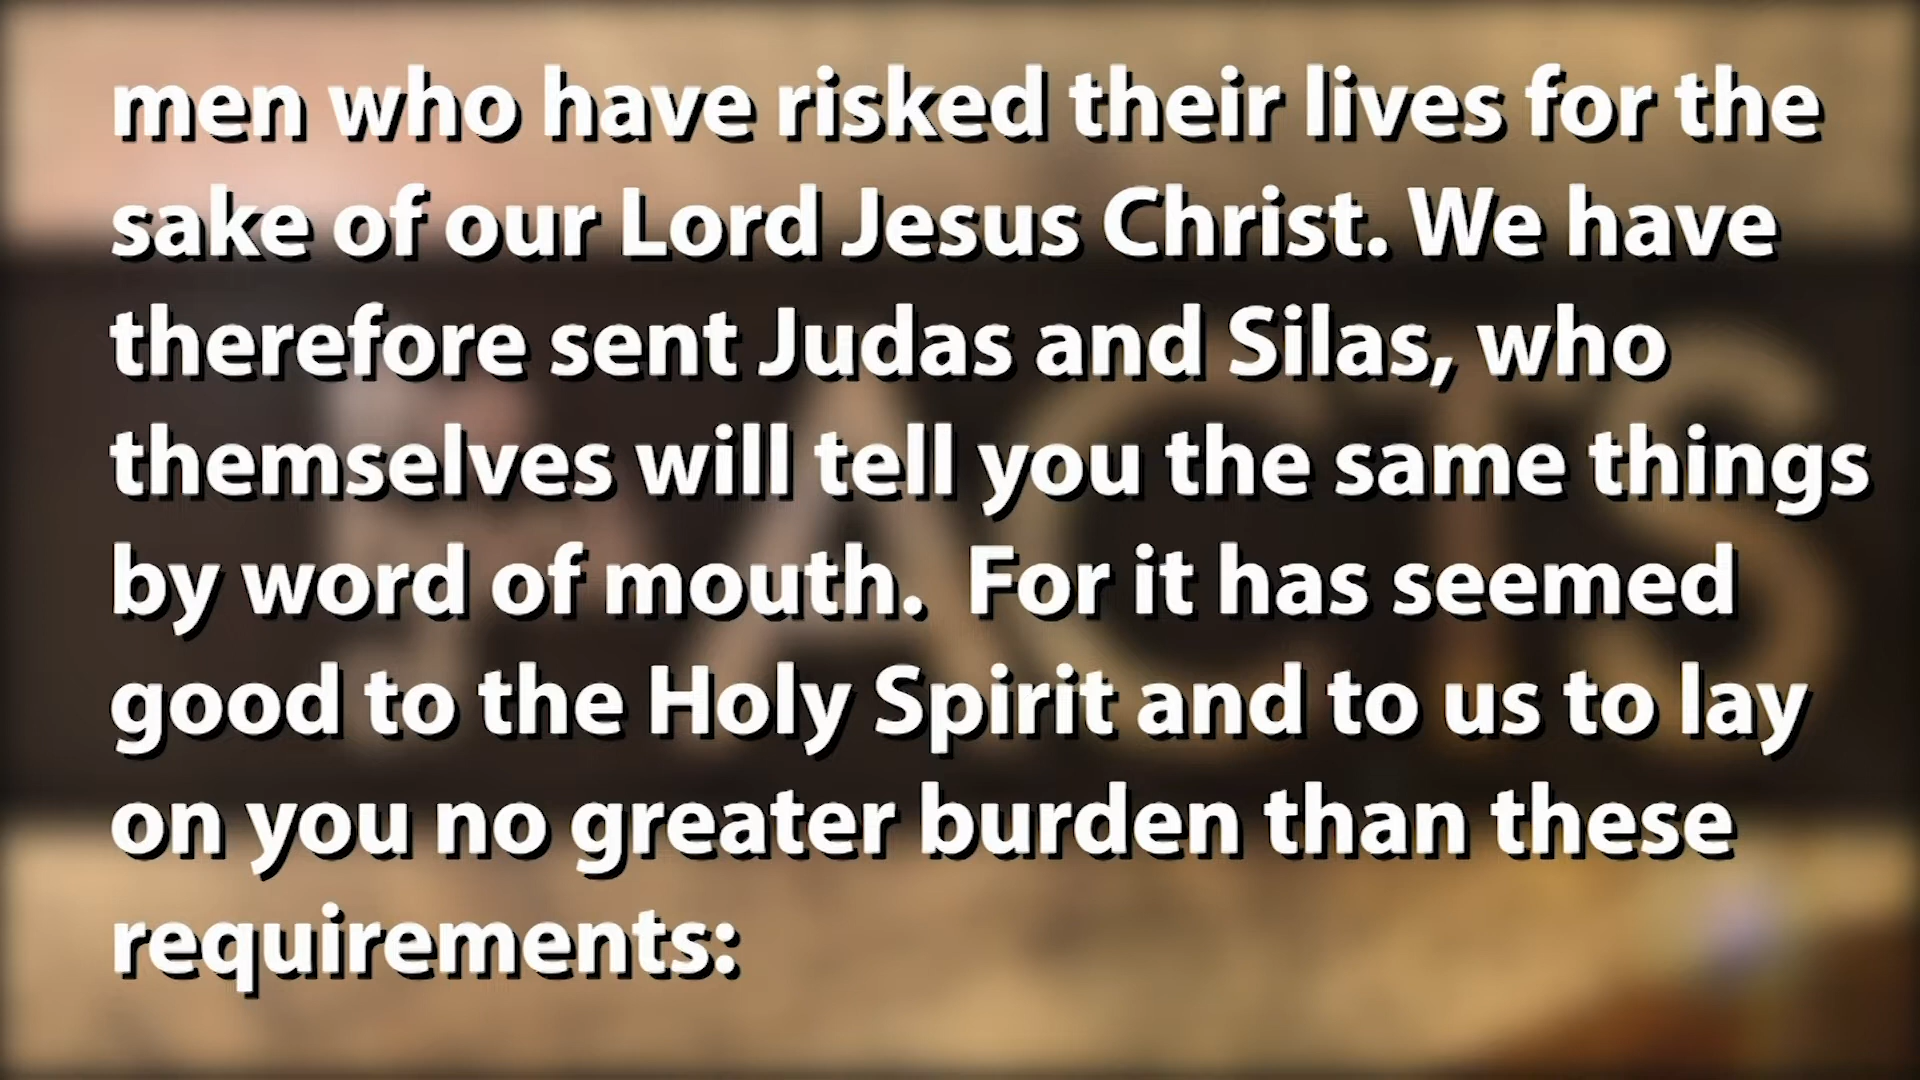 men who have risked their lives for the
sake of our Lord Jesus Christ. We have
therefore sent Judas and Silas, who
themselves will tell you the same things
by word of mouth.  For it has seemed
good to the Holy Spirit and to us to lay
on you no greater burden than these
requirements:
ACTS